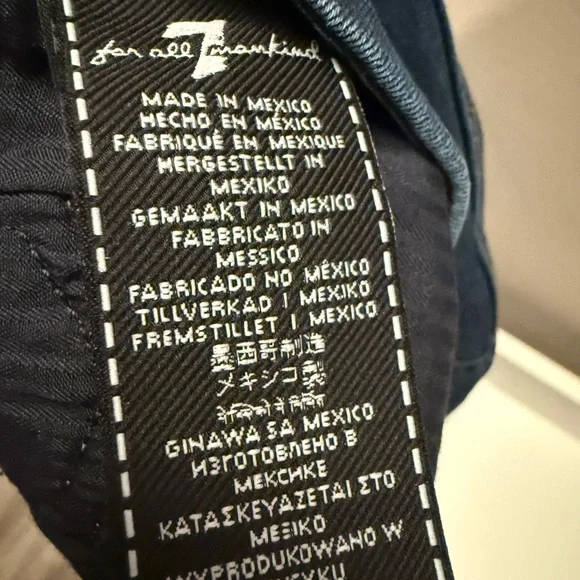 for all 7 mankind
MADE IN MEXICO
HECHO EN MÉXICO
FABRIQUÉ EN MEXIQUE
HERGESTELLT IN
MEXIKO
GEMAAKT IN MEXICO
FABBRICATO IN
MESSICO
FABRICADO NO MÉXICO
TILLVERKAD I MEXIKO
FREMSTILLET I MEXICO
墨西哥制造
メキシコ製
GINAWA SA MEXICO
ИЗГОТОВЛЕНО В
МЕКСИКЕ
ΚΑΤΑΣΚΕΥΑΖΕΤΑΙ ΣΤΟ
ΜΕΞΙΚΟ
WYPRODUKOWANO W